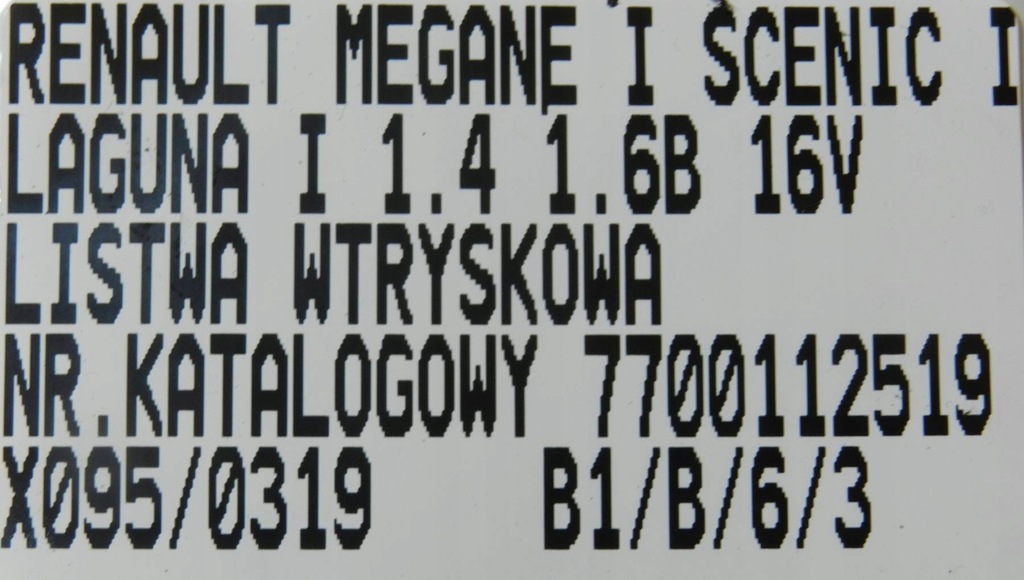 RENAULT MEGANE I SCENIC I
LAGUNA I 1.4 1.6B 16V
LISTWA WTRYSKOWA
NR.KATALOGOWY 7700112519
X095/0319 B1/B/6/3